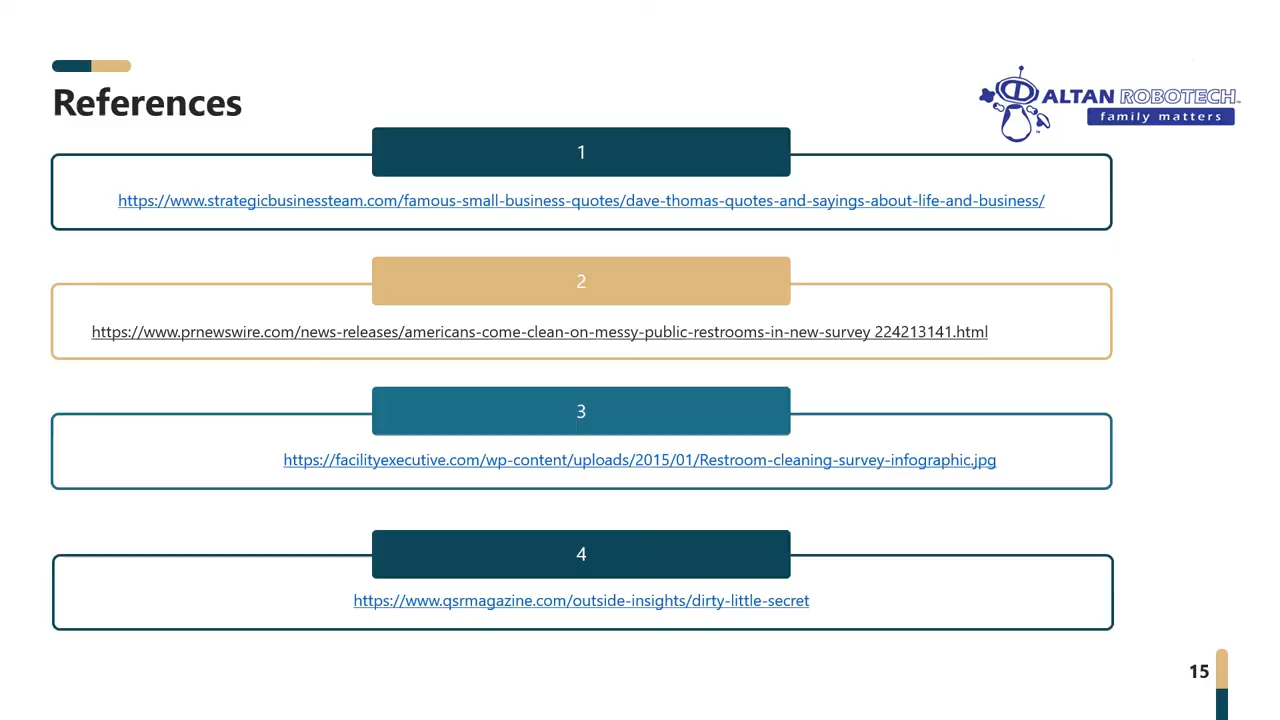 References
ALTAN ROBOTECH™
family matters
1
https://www.strategicbusinessteam.com/famous-small-business-quotes/dave-thomas-quotes-and-sayings-about-life-and-business/
2
https://www.prnewswire.com/news-releases/americans-come-clean-on-messy-public-restrooms-in-new-survey 224213141.html
3
https://facilityexecutive.com/wp-content/uploads/2015/01/Restroom-cleaning-survey-infographic.jpg
4
https://www.qsrmagazine.com/outside-insights/dirty-little-secret
15